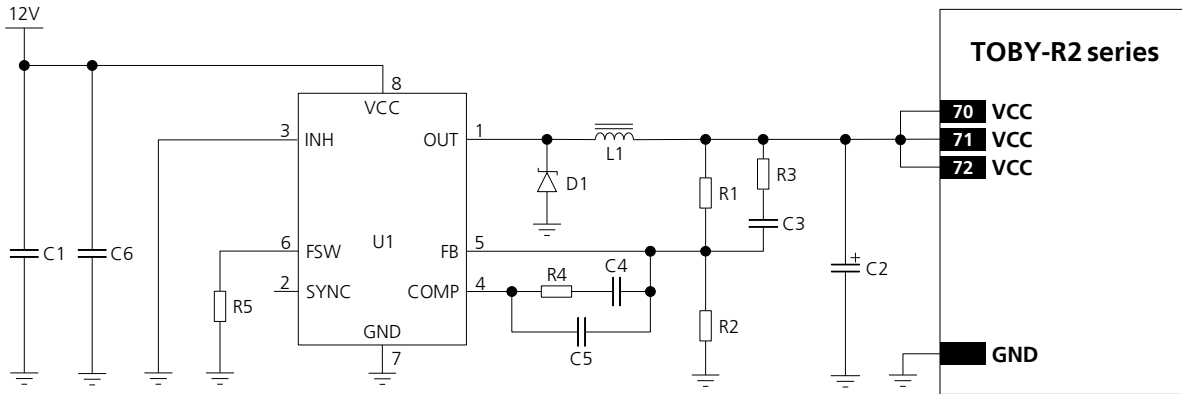 12V
TOBY-R2 series
8
VCC
70 VCC
3 INH
OUT 1
71 VCC
L1
72 VCC
R3
D1
R1
C3
U1
C1
C6
6 FSW
FB 5
C2
+
R4
C4
2 SYNC
COMP 4
R5
R2
GND
C5
7
GND